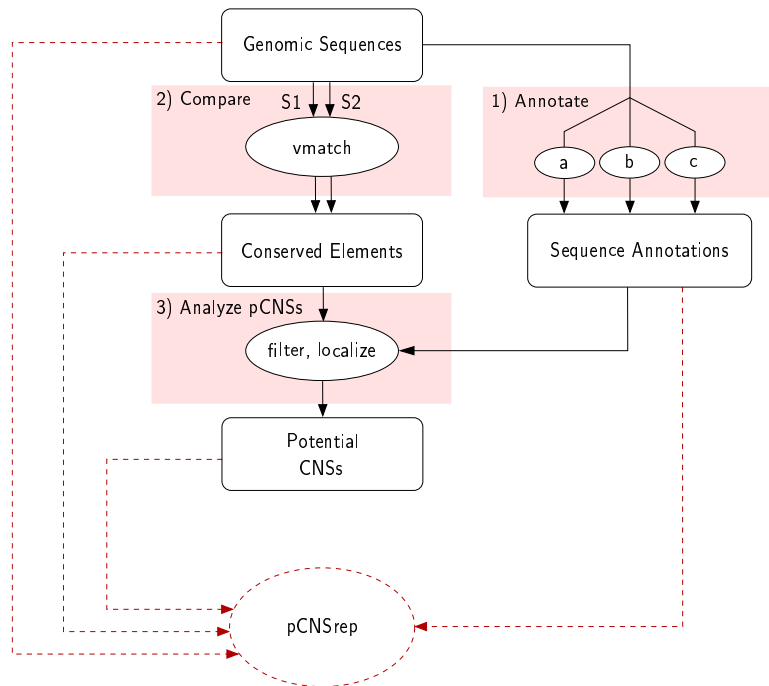 Genomic Sequences
2) Compare
S1
S2
vmatch
1) Annotate
a
b
c
Conserved Elements
Sequence Annotations
3) Analyze pCNSs
filter, localize
Potential
CNSs
pCNSrep